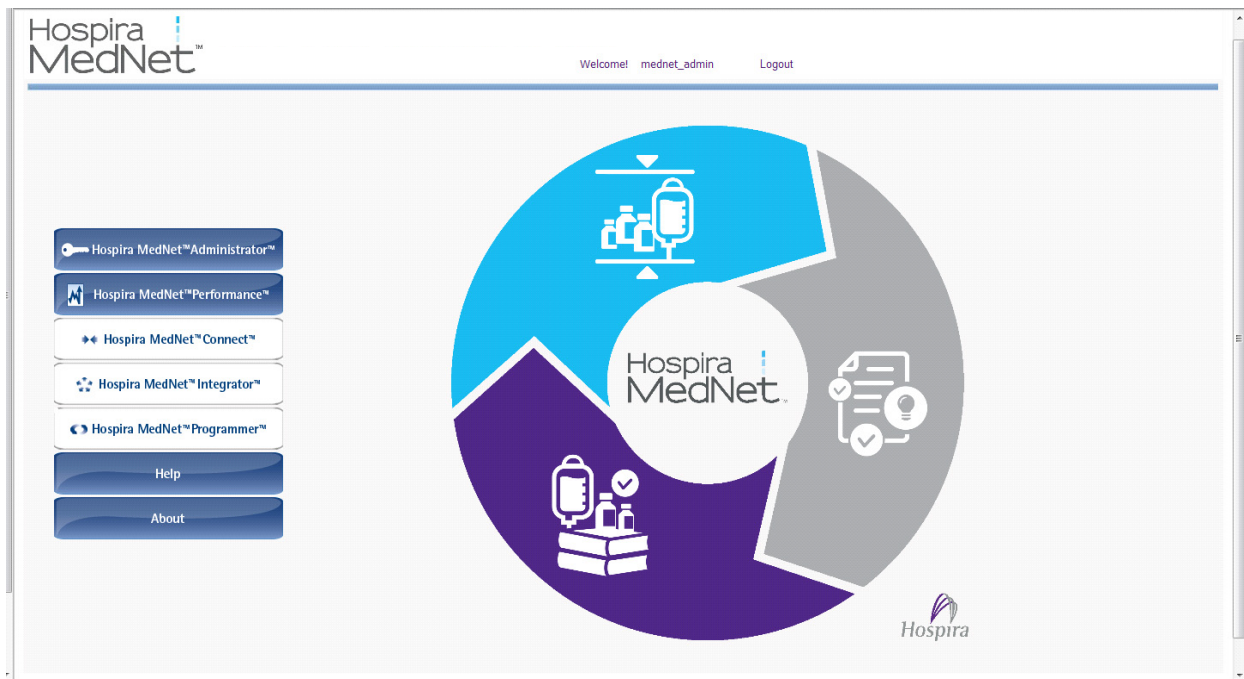 Hospira
MedNet™
Welcome! mednet_admin Logout
Hospira MedNet™Administrator™
Hospira MedNet™Performance™
Hospira MedNet™Connect™
Hospira MedNet™Integrator™
Hospira MedNet™Programmer™
Help
About
Hospira
MedNet™
Hospira